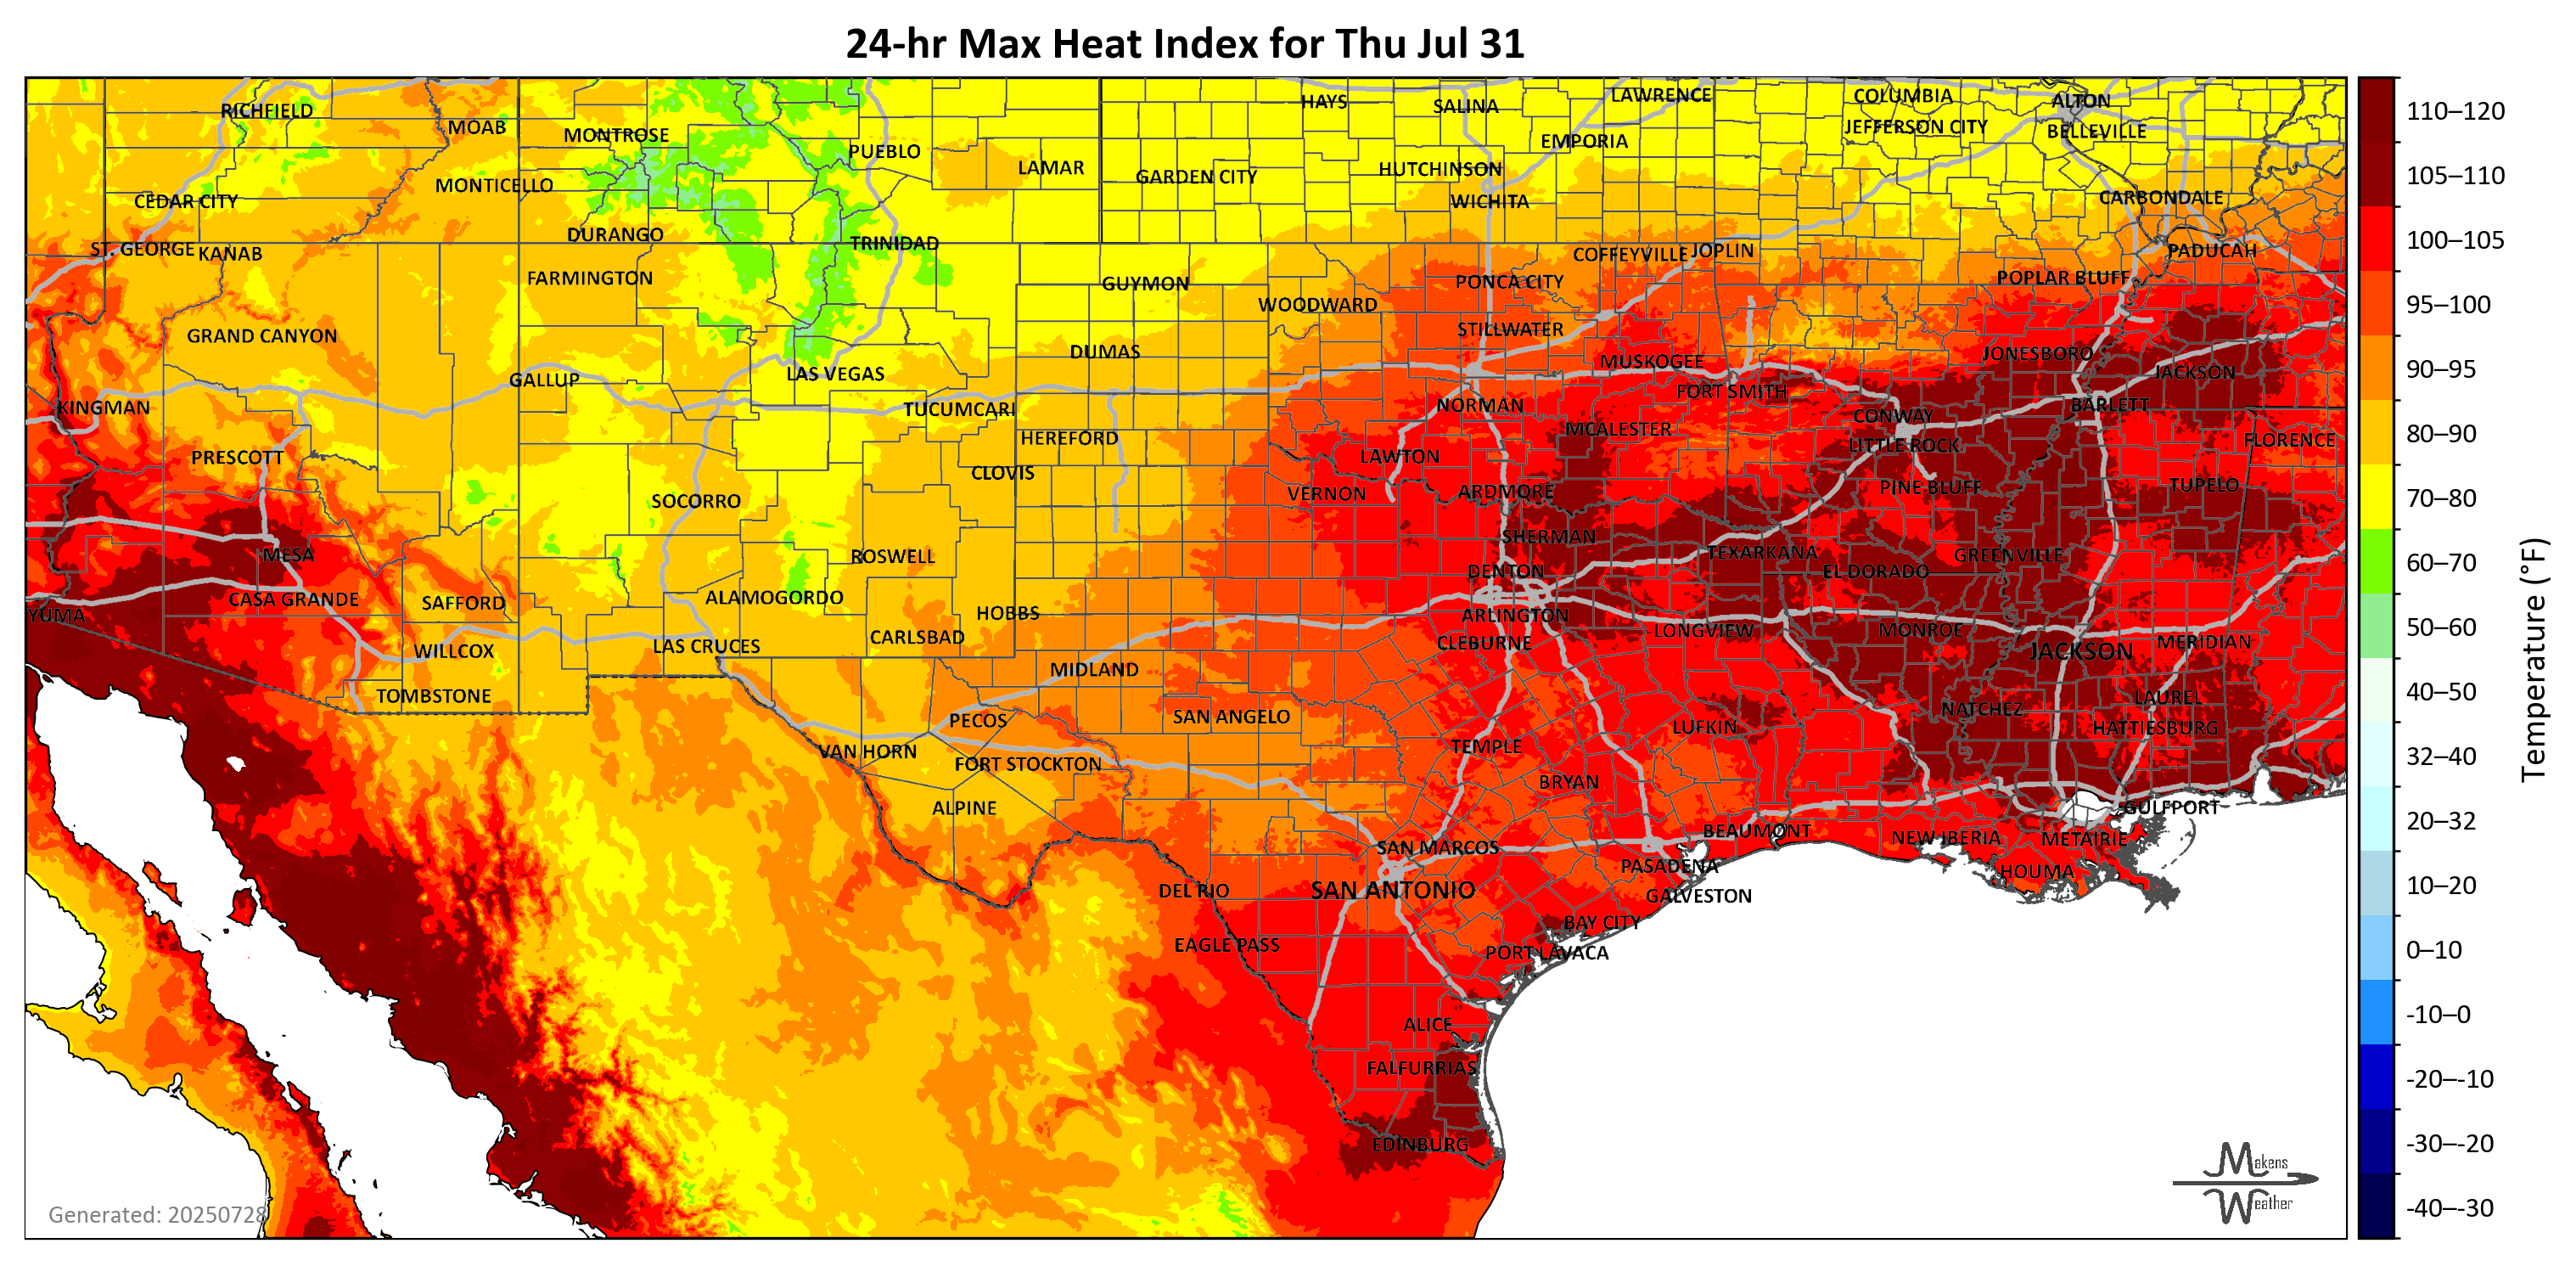 24-hr Max Heat Index for Thu Jul 31
RICHFIELD
MOAB
MONTROSE
PUEBLO
LAMAR
HAYS
SALINA
LAWRENCE
COLUMBIA
ALTON
JEFFERSON CITY
BELLEVILLE
EMPORIA
HUTCHINSON
GARDEN CITY
MONTICELLO
CEDAR CITY
WICHITA
CARBONDALE
DURANGO
TRINIDAD
ST. GEORGE
KANAB
COFFEYVILLE
JOPLIN
PADUCAH
FARMINGTON
GUYMON
PONCA CITY
POPLAR BLUFF
WOODWARD
GRAND CANYON
STILLWATER
DUMAS
MUSKOGEE
JONESBORO
GALLUP
LAS VEGAS
JACKSON
FORT SMITH
KINGMAN
TUCUMCARI
NORMAN
CONWAY
BARLETT
HEREFORD
MCALESTER
LITTLE ROCK
FLORENCE
PRESCOTT
CLOVIS
LAWTON
SOCORRO
VERNON
ARDMORE
PINE BLUFF
TUPELO
SHERMAN
MESA
ROSWELL
TEXARKANA
GREENVILLE
DENTON
EL DORADO
CASA GRANDE
SAFFORD
ALAMOGORDO
YUMA
HOBBS
ARLINGTON
WILLCOX
LAS CRUCES
CARLSBAD
CLEBURNE
LONGVIEW
MONROE
JACKSON
MERIDIAN
MIDLAND
TOMBSTONE
PECOS
SAN ANGELO
LUFKIN
NATCHEZ
LAUREL
HATTIESBURG
VAN HORN
FORT STOCKTON
TEMPLE
BRYAN
ALPINE
GULFPORT
BEAUMONT
NEW IBERIA
METAIRIE
SAN MARCOS
PASADENA
HOUMA
DEL RIO
SAN ANTONIO
GALVESTON
BAY CITY
EAGLE PASS
PORT LAVACA
ALICE
FALFURRIAS
EDINBURG
Generated: 20250728
Makens
Weather
110–120
105–110
100–105
95–100
90–95
80–90
70–80
60–70
50–60
40–50
32–40
20–32
10–20
0–10
-10–0
-20–-10
-30–-20
-40–-30
Temperature (°F)